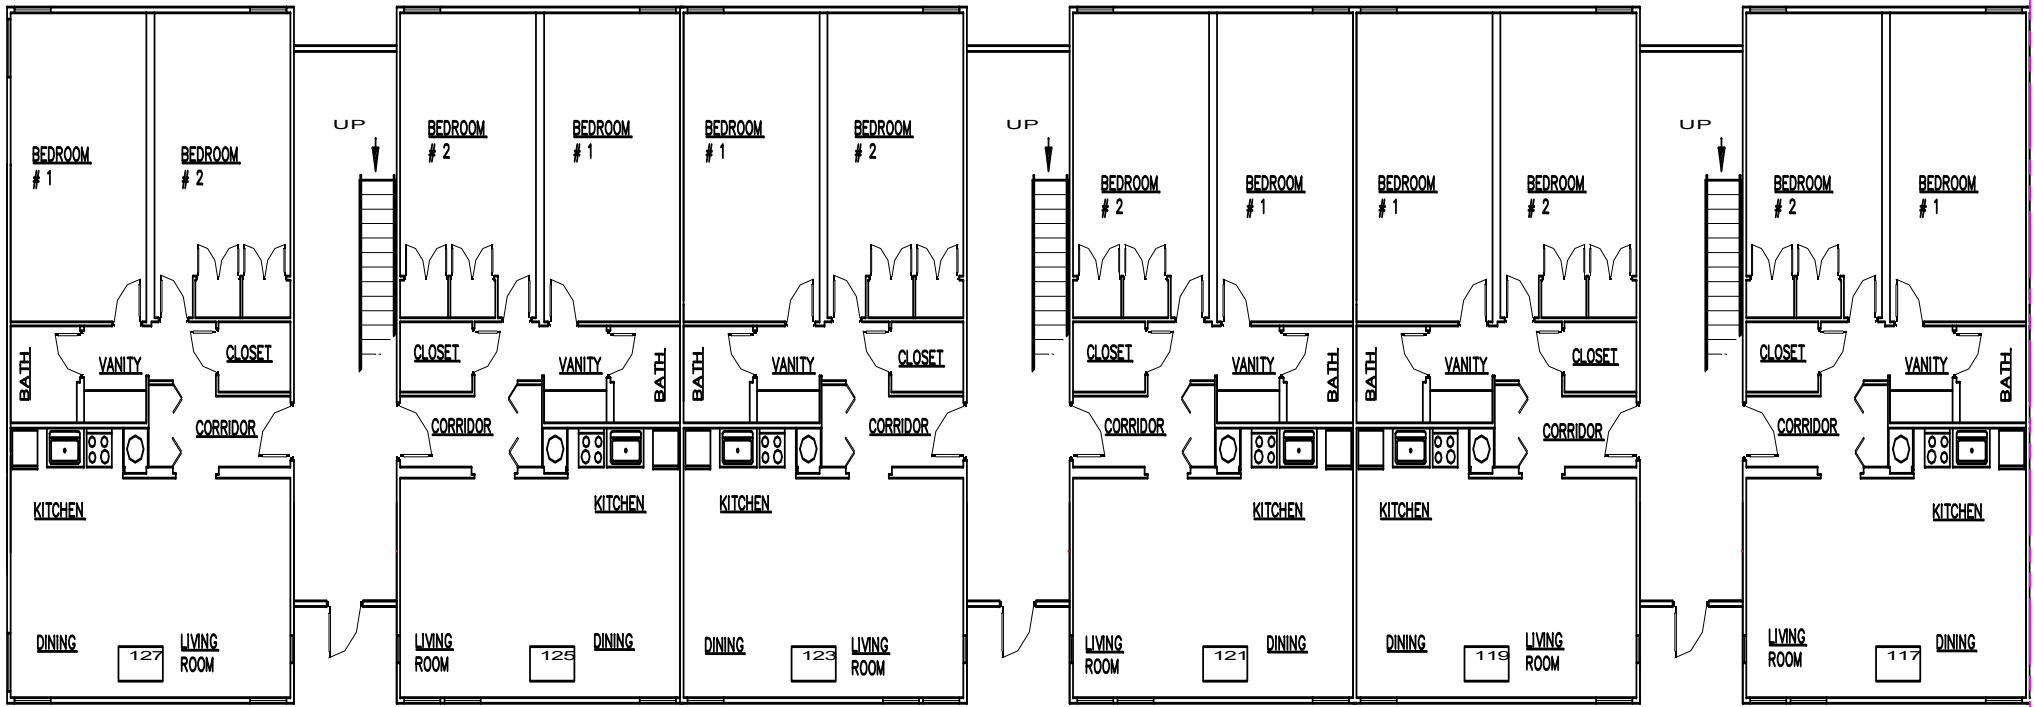 UP
UP
UP
BEDROOM
# 1
BEDROOM
# 2
BEDROOM
# 2
BEDROOM
# 1
BEDROOM
# 1
BEDROOM
# 2
BEDROOM
# 2
BEDROOM
# 1
BEDROOM
# 1
BEDROOM
# 2
BEDROOM
# 2
BEDROOM
# 1
BATH
VANITY
CLOSET
CLOSET
VANITY
BATH
BATH
VANITY
CLOSET
CLOSET
VANITY
BATH
BATH
VANITY
CLOSET
CLOSET
VANITY
BATH
CORRIDOR
CORRIDOR
CORRIDOR
CORRIDOR
CORRIDOR
CORRIDOR
KITCHEN
KITCHEN
KITCHEN
KITCHEN
KITCHEN
KITCHEN
DINING
127
LIVING
ROOM
LIVING
ROOM
125
DINING
DINING
123
LIVING
ROOM
LIVING
ROOM
121
DINING
DINING
119
LIVING
ROOM
LIVING
ROOM
117
DINING